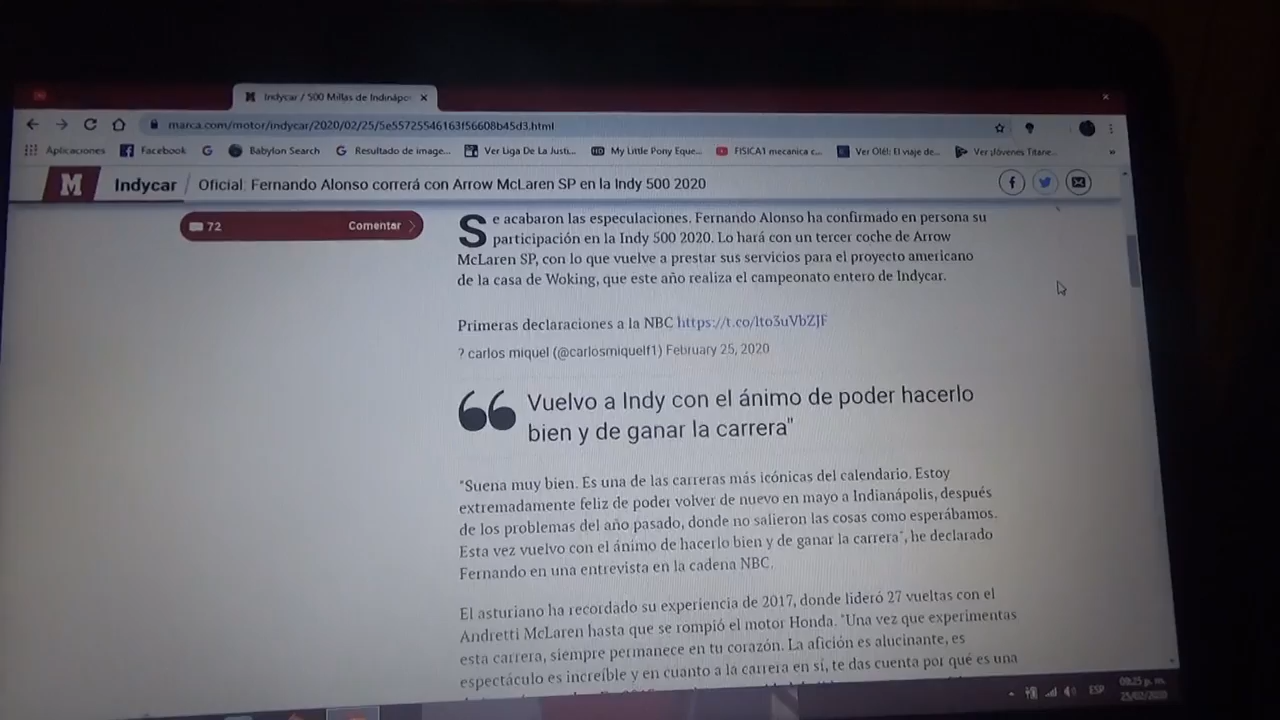 Indycar / 500 Millas de Indinápo
marca.com/motor/indycar/2020/02/25/5e55725546163f56608b45d3.html
Aplicaciones Facebook Babylon Search Resultado de image... Ver Liga De La Justi... My Little Pony Eque... FISICA1 mecanica c... Ver Olé!: El viaje de... Ver ¡Jóvenes Titane...
M Indycar / Oficial: Fernando Alonso correrá con Arrow McLaren SP en la Indy 500 2020
72 Comentar
Se acabaron las especulaciones. Fernando Alonso ha confirmado en persona su
participación en la Indy 500 2020. Lo hará con un tercer coche de Arrow
McLaren SP, con lo que vuelve a prestar sus servicios para el proyecto americano
de la casa de Woking, que este año realiza el campeonato entero de Indycar.
Primeras declaraciones a la NBC https://t.co/lto3uVbZJF
? carlos miquel (@carlosmiquelf1) February 25, 2020
Vuelvo a Indy con el ánimo de poder hacerlo
bien y de ganar la carrera"
"Suena muy bien. Es una de las carreras más icónicas del calendario. Estoy
extremadamente feliz de poder volver de nuevo en mayo a Indianápolis, después
de los problemas del año pasado, donde no salieron las cosas como esperábamos.
Esta vez vuelvo con el ánimo de hacerlo bien y de ganar la carrera", he declarado
Fernando en una entrevista en la cadena NBC.
El asturiano ha recordado su experiencia de 2017, donde lideró 27 vueltas con el
Andretti McLaren hasta que se rompió el motor Honda. "Una vez que experimentas
esta carrera, siempre permanece en tu corazón. La afición es alucinante, es
espectáculo es increíble y en cuanto a la carrera en sí, te das cuenta por qué es una
ESP 09:25 p. m.
25/02/2020